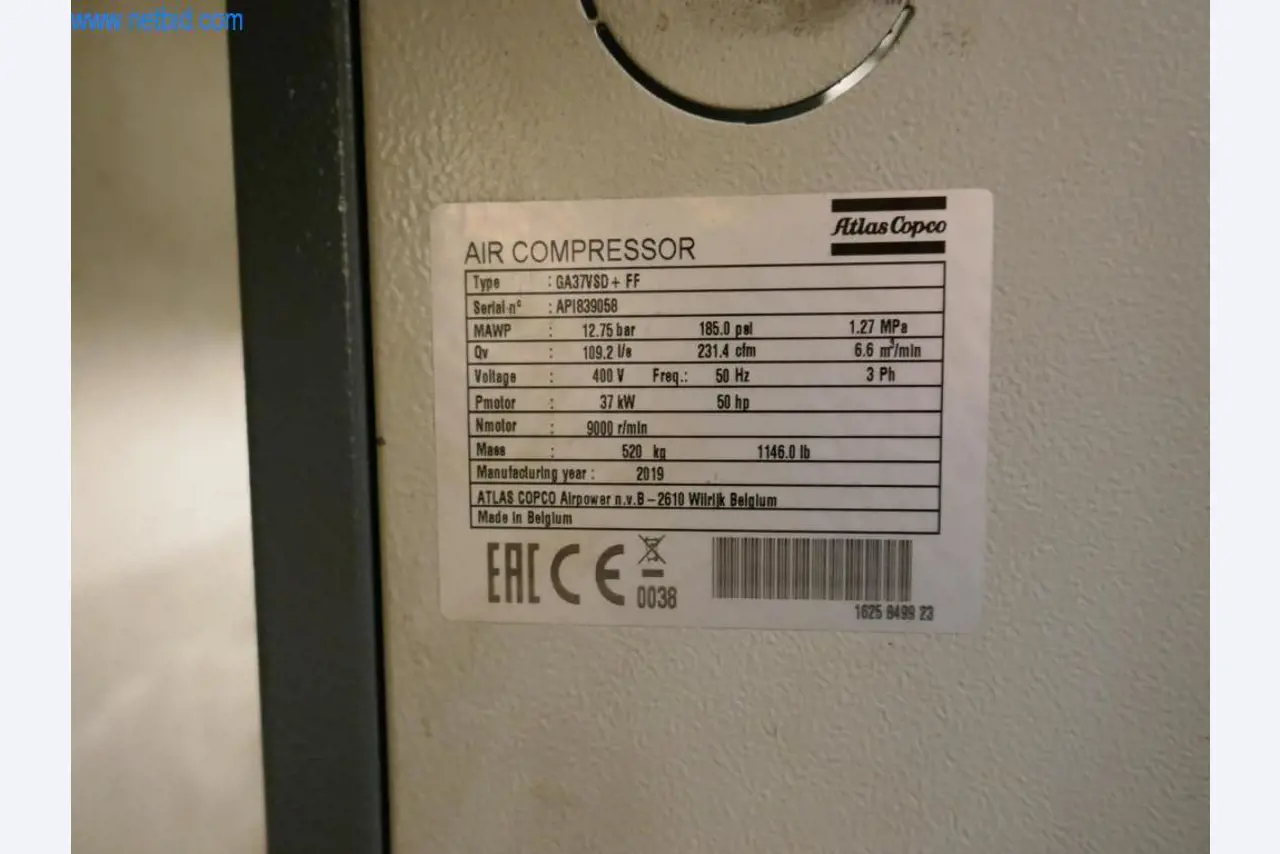 www.netbid.com
Atlas Copco
AIR COMPRESSOR
Type : GA37VSD+ FF
Serial n° : API839058
MAWP : 12.75 bar 185.0 psi 1.27 MPa
Qv : 109.2 l/s 231.4 cfm 6.6 m³/min
Voltage : 400 V Freq.: 50 Hz 3 Ph
Pmotor : 37 kW 50 hp
Nmotor : 9000 r/min
Mass : 520 kg 1146.0 lb
Manufacturing year : 2019
ATLAS COPCO Airpower n.v.B-2610 Wilrijk Belgium
Made in Belgium
EAC CE 0038
1625 8499 23